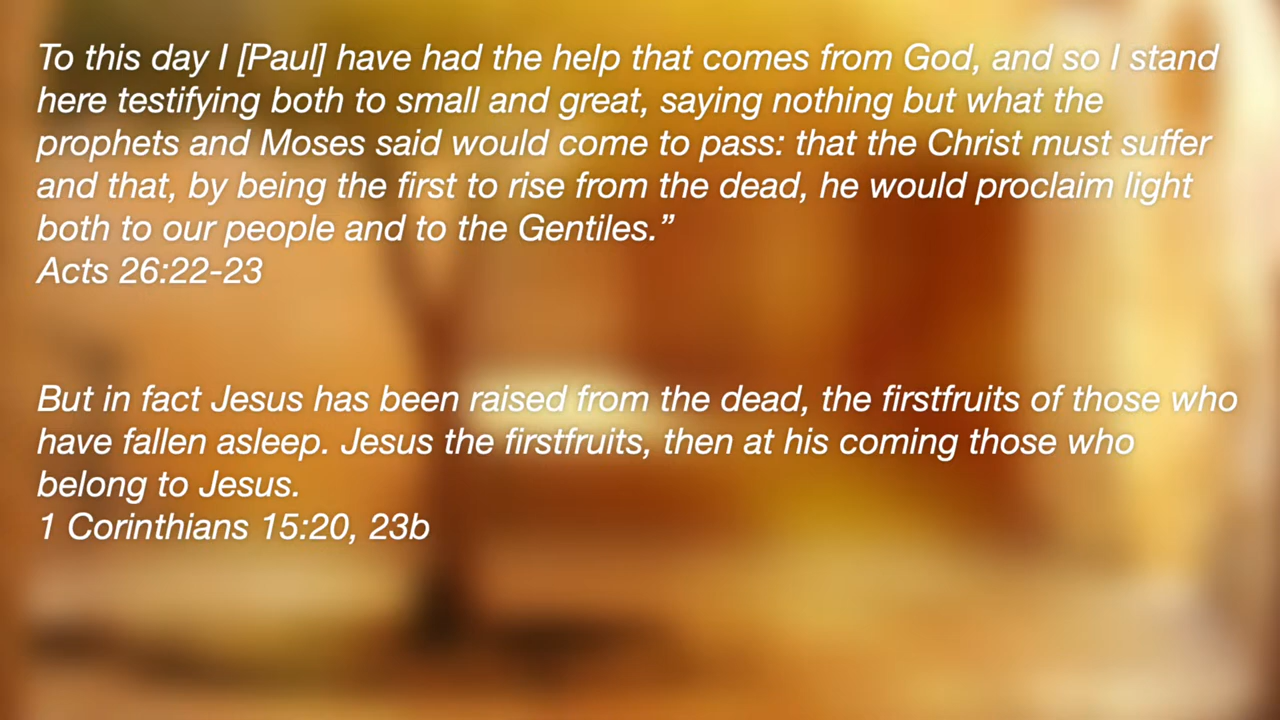 To this day I [Paul] have had the help that comes from God, and so I stand
here testifying both to small and great, saying nothing but what the
prophets and Moses said would come to pass: that the Christ must suffer
and that, by being the first to rise from the dead, he would proclaim light
both to our people and to the Gentiles.”
Acts 26:22-23
But in fact Jesus has been raised from the dead, the firstfruits of those who
have fallen asleep. Jesus the firstfruits, then at his coming those who
belong to Jesus.
1 Corinthians 15:20, 23b